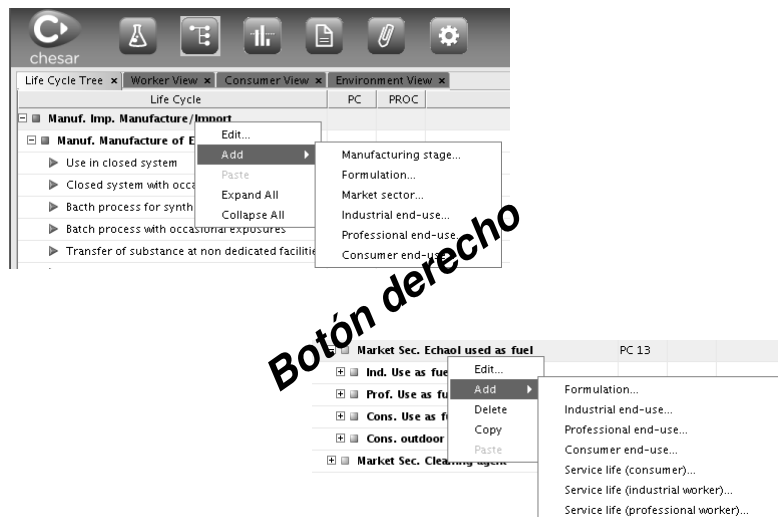 chesar
Life Cycle Tree x Worker View x Consumer View x Environment View x
Life Cycle PC PROC
Manuf. Imp. Manufacture/Import
Manuf. Manufacture of E
Use in closed system
Closed system with occa
Bacth process for synth
Batch process with occasional exposures
Transfer of substance at non dedicated facilitie
Edit...
Add
Paste
Expand All
Collapse All
Manufacturing stage...
Formulation...
Market sector...
Industrial end-use...
Professional end-use...
Consumer end-use
Botón derecho
Market Sec. Echaol used as fuel PC 13
Ind. Use as fue
Prof. Use as fu
Cons. Use as f
Cons. outdoor
Market Sec. Cleaning agent
Edit...
Add
Delete
Copy
Paste
Formulation...
Industrial end-use...
Professional end-use...
Consumer end-use...
Service life (consumer)...
Service life (industrial worker)...
Service life (professional worker)...